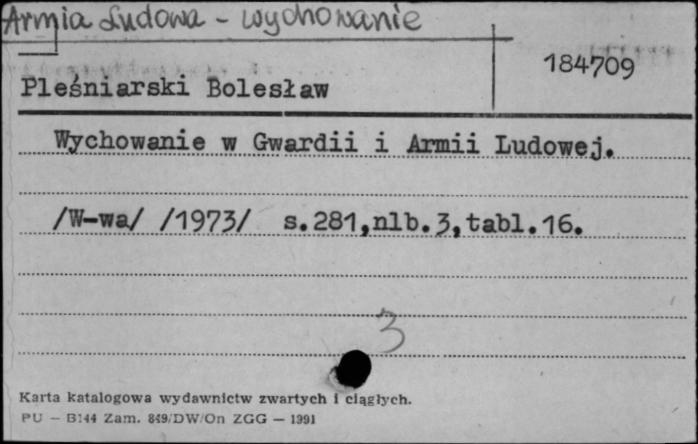 Armia Ludowa - wychowanie
184709
Pleśniarski Bolesław
Wychowanie w Gwardii i Armii Ludowej.
/W-wa/ /1973/ s.281,nlb.3,tabl.16.
3
Karta katalogowa wydawnictw zwartych i ciągłych.
PU — B144 Zam. 849/DW/On ZGG — 1991